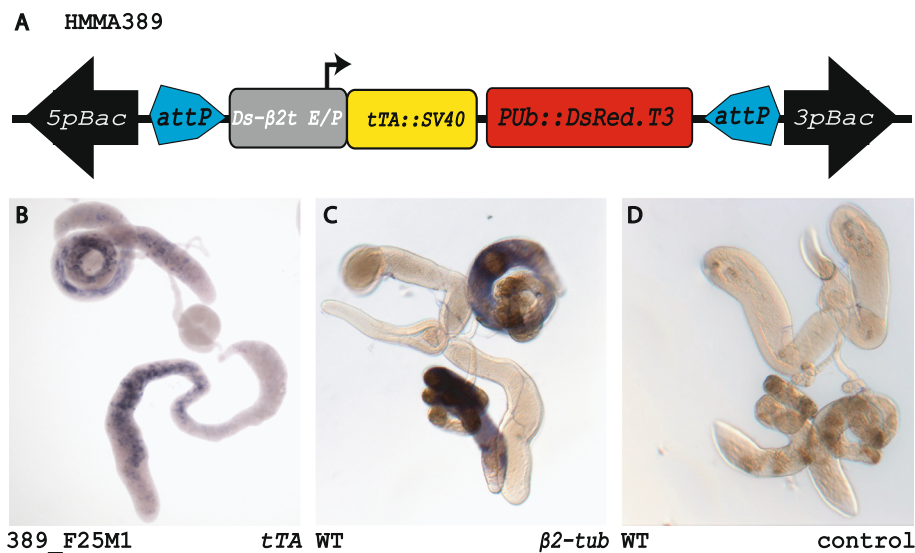 A HMMA389
5pBac attP Ds-β2t E/P tTA::SV40 PUb::DsRed.T3 attP 3pBac
B C D
389_F25M1 tTA WT β2-tub WT control